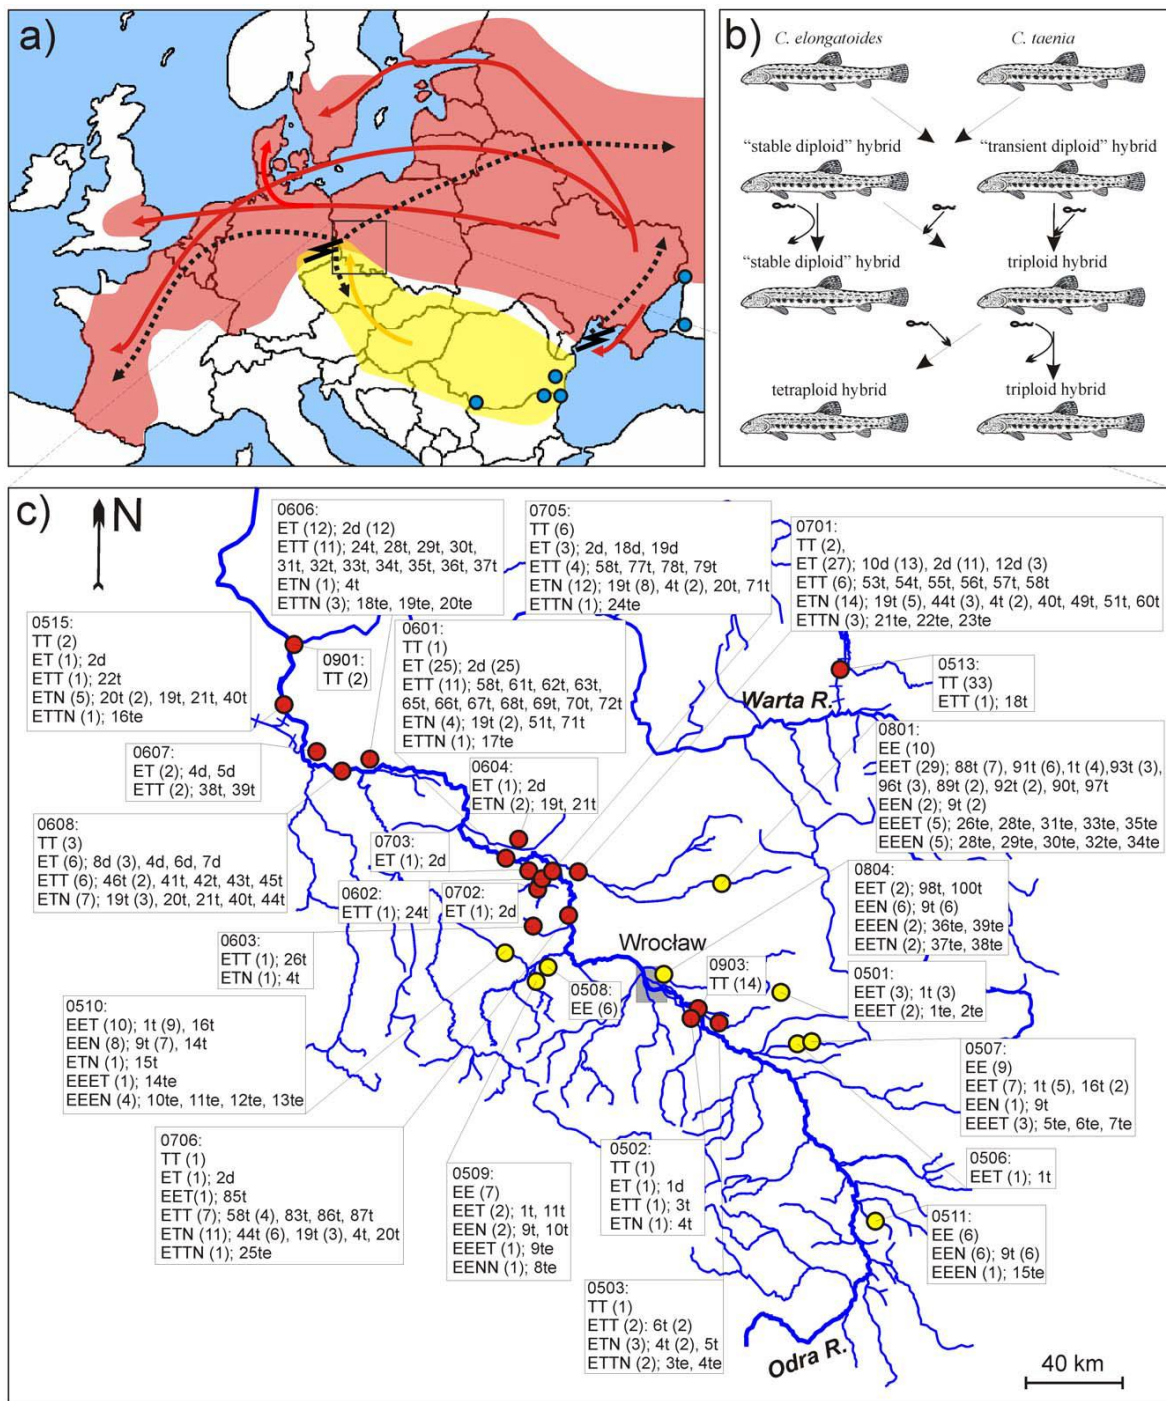 a)
b)
C. elongatoides
C. taenia
“stable diploid” hybrid
“transient diploid” hybrid
“stable diploid” hybrid
triploid hybrid
tetraploid hybrid
triploid hybrid
c)
N
0606:
ET (12); 2d (12)
ETT (11); 24t, 28t, 29t, 30t,
31t, 32t, 33t, 34t, 35t, 36t, 37t
ETN (1); 4t
ETTN (3); 18te, 19te, 20te
0705:
TT (6)
ET (3); 2d, 18d, 19d
ETT (4); 58t, 77t, 78t, 79t
ETN (12); 19t (8), 4t (2), 20t, 71t
ETTN (1); 24te
0701:
TT (2),
ET (27); 10d (13), 2d (11), 12d (3)
ETT (6); 53t, 54t, 55t, 56t, 57t, 58t
ETN (14); 19t (5), 44t (3), 4t (2), 40t, 49t, 51t, 60t
ETTN (3); 21te, 22te, 23te
0515:
TT (2)
ET (1); 2d
ETT (1); 22t
ETN (5); 20t (2), 19t, 21t, 40t
ETTN (1); 16te
0901:
TT (2)
0601:
TT (1)
ET (25); 2d (25)
ETT (11); 58t, 61t, 62t, 63t,
65t, 66t, 67t, 68t, 69t, 70t, 72t
ETN (4); 19t (2), 51t, 71t
ETTN (1); 17te
0513:
TT (33)
ETT (1); 18t
Warta R.
0607:
ET (2); 4d, 5d
ETT (2); 38t, 39t
0604:
ET (1); 2d
ETN (2); 19t, 21t
0801:
EE (10)
EET (29); 88t (7), 91t (6),1t (4),93t (3),
96t (3), 89t (2), 92t (2), 90t, 97t
EEN (2); 9t (2)
EEET (5); 26te, 28te, 31te, 33te, 35te
EEEN (5); 28te, 29te, 30te, 32te, 34te
0608:
TT (3)
ET (6); 8d (3), 4d, 6d, 7d
ETT (6); 46t (2), 41t, 42t, 43t, 45t
ETN (7); 19t (3), 20t, 21t, 40t, 44t
0703:
ET (1); 2d
0602:
ETT (1); 24t
0702:
ET (1); 2d
0804:
EET (2); 98t, 100t
EEN (6); 9t (6)
EEEN (2); 36te, 39te
EETN (2); 37te, 38te
0603:
ETT (1); 26t
ETN (1); 4t
Wrocław
0903:
TT (14)
0508:
EE (6)
0501:
EET (3); 1t (3)
EEET (2); 1te, 2te
0510:
EET (10); 1t (9), 16t
EEN (8); 9t (7), 14t
ETN (1); 15t
EEET (1); 14te
EEEN (4); 10te, 11te, 12te, 13te
0507:
EE (9)
EET (7); 1t (5), 16t (2)
EEN (1); 9t
EEET (3); 5te, 6te, 7te
0706:
TT (1)
ET (1); 2d
EET(1); 85t
ETT (7); 58t (4), 83t, 86t, 87t
ETN (11); 44t (6), 19t (3), 4t, 20t
ETTN (1); 25te
0509:
EE (7)
EET (2); 1t, 11t
EEN (2); 9t, 10t
EEET (1); 9te
EENN (1); 8te
0502:
TT (1)
ET (1); 1d
ETT (1); 3t
ETN (1): 4t
0506:
EET (1); 1t
0511:
EE (6)
EEN (6); 9t (6)
EEEN (1); 15te
0503:
TT (1)
ETT (2): 6t (2)
ETN (3); 4t (2), 5t
ETTN (2); 3te, 4te
Odra R.
40 km